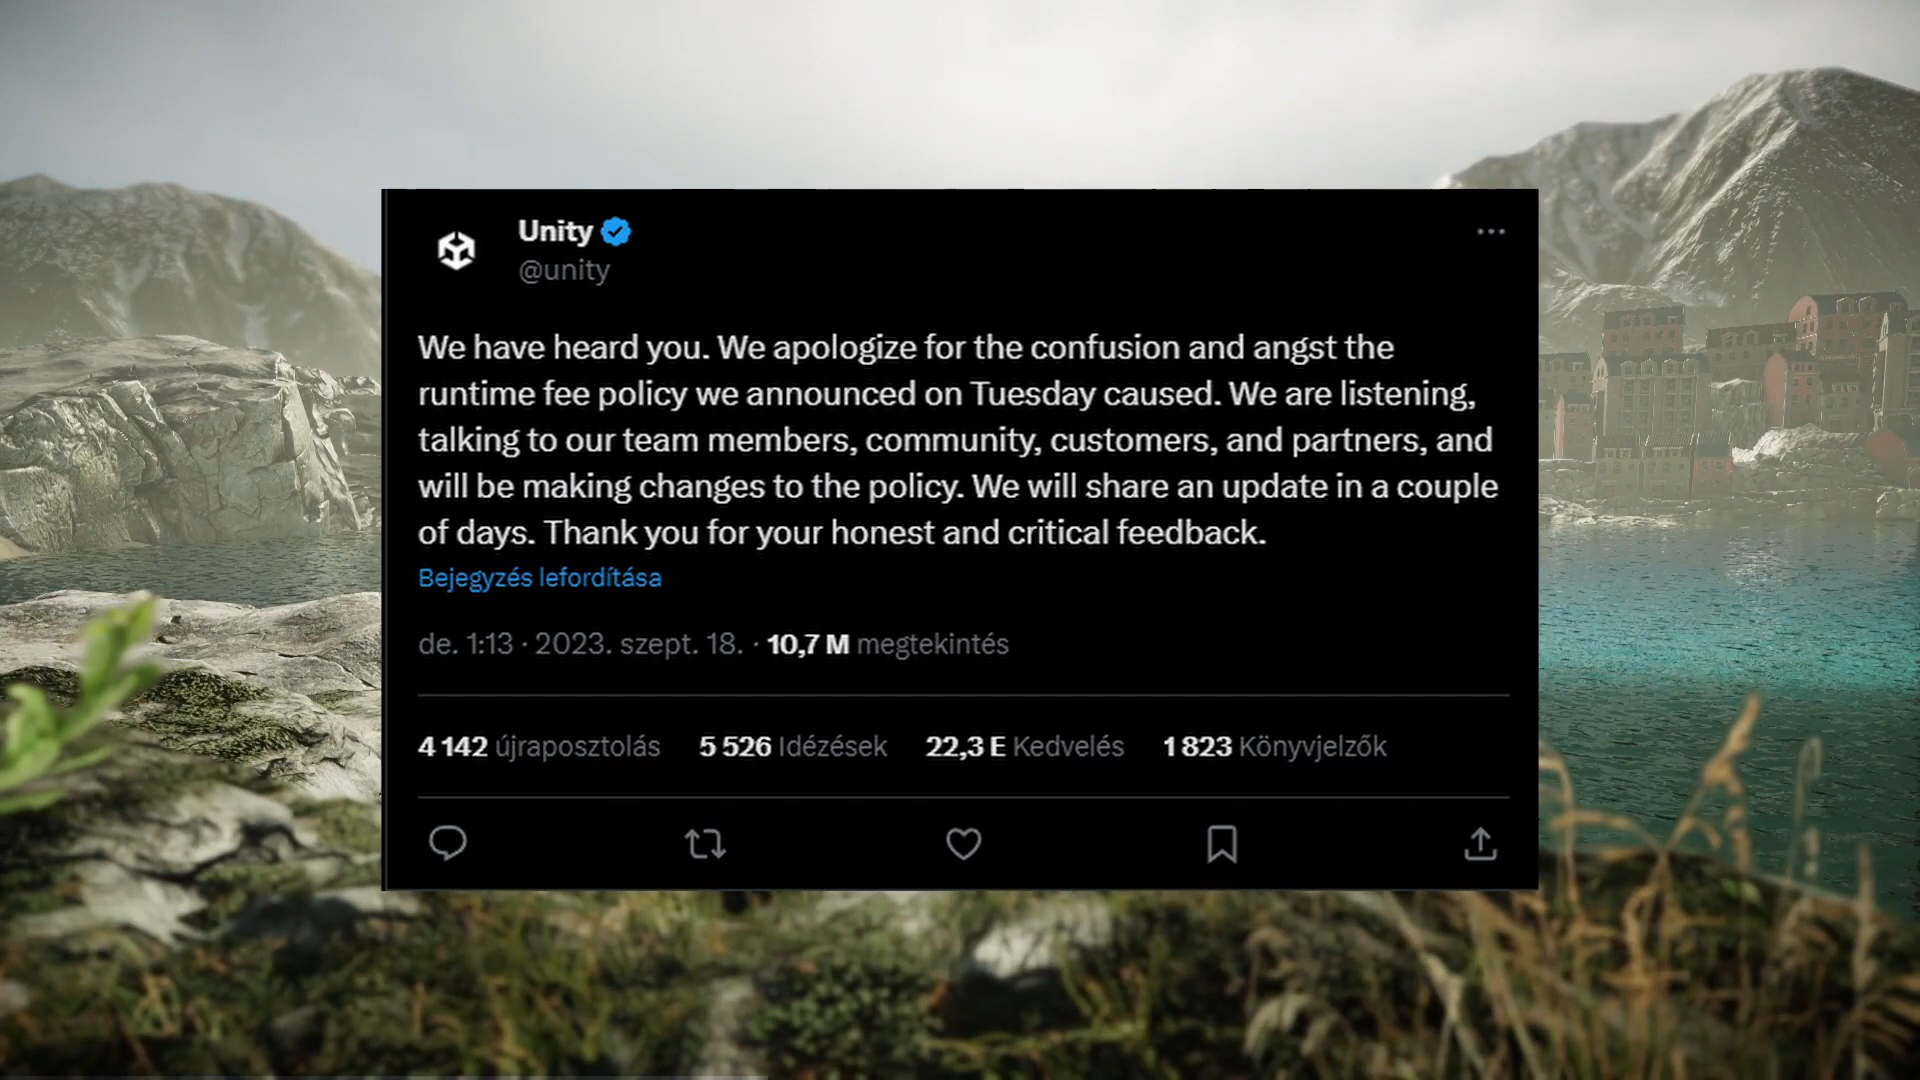 Unity
@unity
We have heard you. We apologize for the confusion and angst the
runtime fee policy we announced on Tuesday caused. We are listening,
talking to our team members, community, customers, and partners, and
will be making changes to the policy. We will share an update in a couple
of days. Thank you for your honest and critical feedback.
Bejegyzés lefordítása
de. 1:13 · 2023. szept. 18. · 10,7 M megtekintés
4 142 újraposztolás 5 526 Idézések 22,3 E Kedvelés 1 823 Könyvjelzők